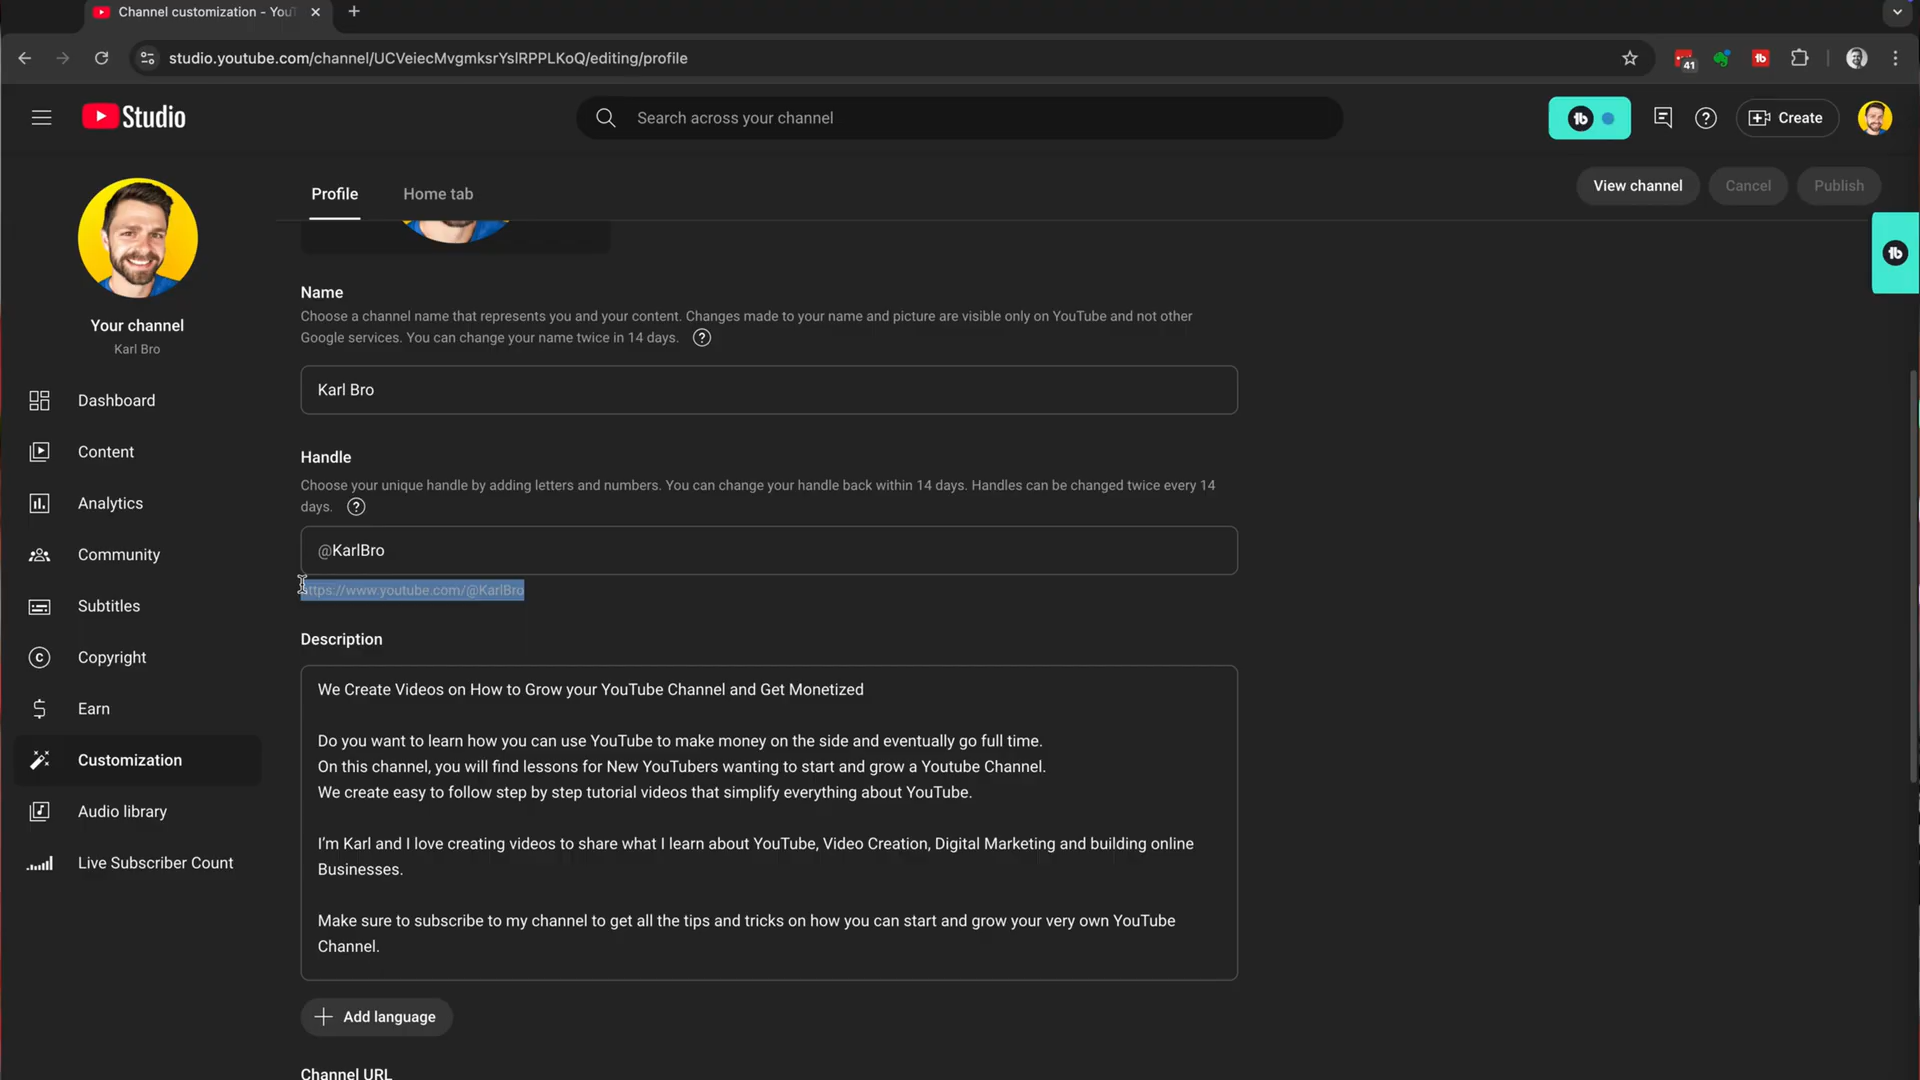 Channel customization - You
studio.youtube.com/channel/UCVeiecMvgmksrYslRPPLKoQ/editing/profile
41
Studio
Search across your channel
Create
Profile
Home tab
View channel
Cancel
Publish
Your channel
Karl Bro
Dashboard
Content
Analytics
Community
Subtitles
Copyright
Earn
Customization
Audio library
Live Subscriber Count
Name
Choose a channel name that represents you and your content. Changes made to your name and picture are visible only on YouTube and not other
Google services. You can change your name twice in 14 days.
Karl Bro
Handle
Choose your unique handle by adding letters and numbers. You can change your handle back within 14 days. Handles can be changed twice every 14
days.
@KarlBro
https://www.youtube.com/@KarlBro
Description
We Create Videos on How to Grow your YouTube Channel and Get Monetized
Do you want to learn how you can use YouTube to make money on the side and eventually go full time.
On this channel, you will find lessons for New YouTubers wanting to start and grow a Youtube Channel.
We create easy to follow step by step tutorial videos that simplify everything about YouTube.
I'm Karl and I love creating videos to share what I learn about YouTube, Video Creation, Digital Marketing and building online
Businesses.
Make sure to subscribe to my channel to get all the tips and tricks on how you can start and grow your very own YouTube
Channel.
Add language
Channel URL